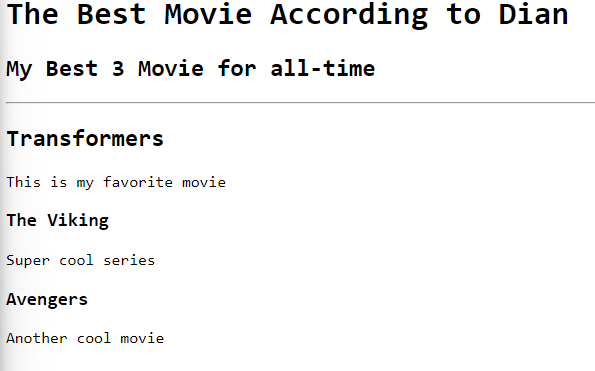 The Best Movie According to Dian
My Best 3 Movie for all-time
Transformers
This is my favorite movie
The Viking
Super cool series
Avengers
Another cool movie